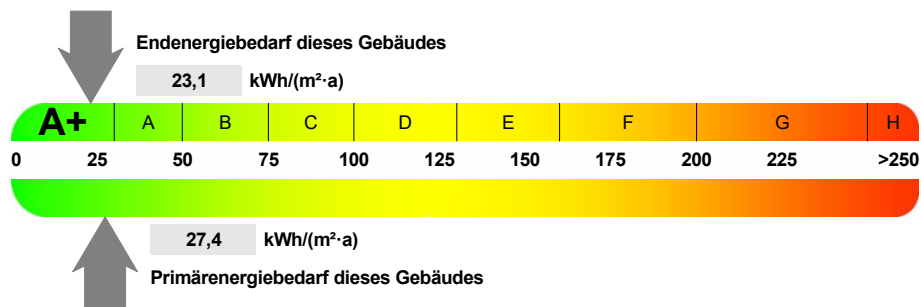 Endenergiebedarf dieses Gebäudes
23,1 kWh/(m²·a)
A+ A B C D E F G H
0 25 50 75 100 125 150 175 200 225 >250
27,4 kWh/(m²·a)
Primärenergiebedarf dieses Gebäudes